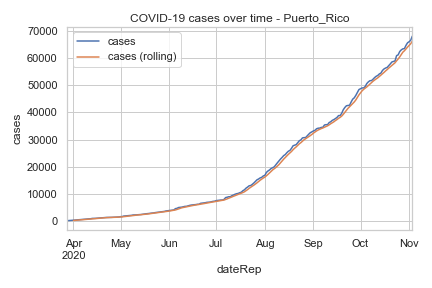 COVID-19 cases over time - Puerto_Rico
cases
cases (rolling)
cases
70000
60000
50000
40000
30000
20000
10000
0
Apr May Jun Jul Aug Sep Oct Nov
2020
dateRep